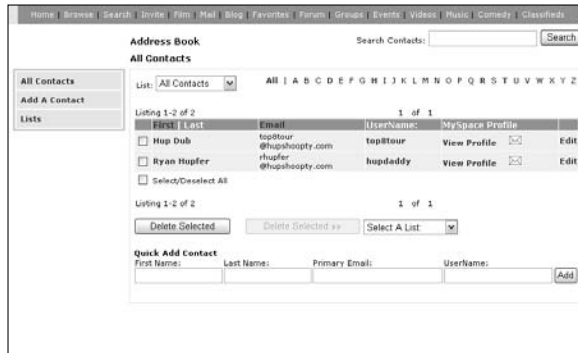 Home | Browse | Search | Invite | Film | Mail | Blog | Favorites | Forum | Groups | Events | Videos | Music | Comedy | Classifieds
Address Book
Search Contacts:
Search
All Contacts
All Contacts
Add A Contact
Lists
List: All Contacts
All | A B C D E F G H I J K L M N O P Q R S T U V W X Y Z
Listing 1-2 of 2 1 of 1
First | Last Email UserName: MySpace Profile
Hup Dub top8tour @hupshoopty.com top8tour View Profile Edit
Ryan Hupfer rhupfer @hupshoopty.com hupdaddy View Profile Edit
Select/Deselect All
Listing 1-2 of 2 1 of 1
Delete Selected Delete Selected >> Select A List:
Quick Add Contact
First Name: Last Name: Primary Email: UserName:
Add